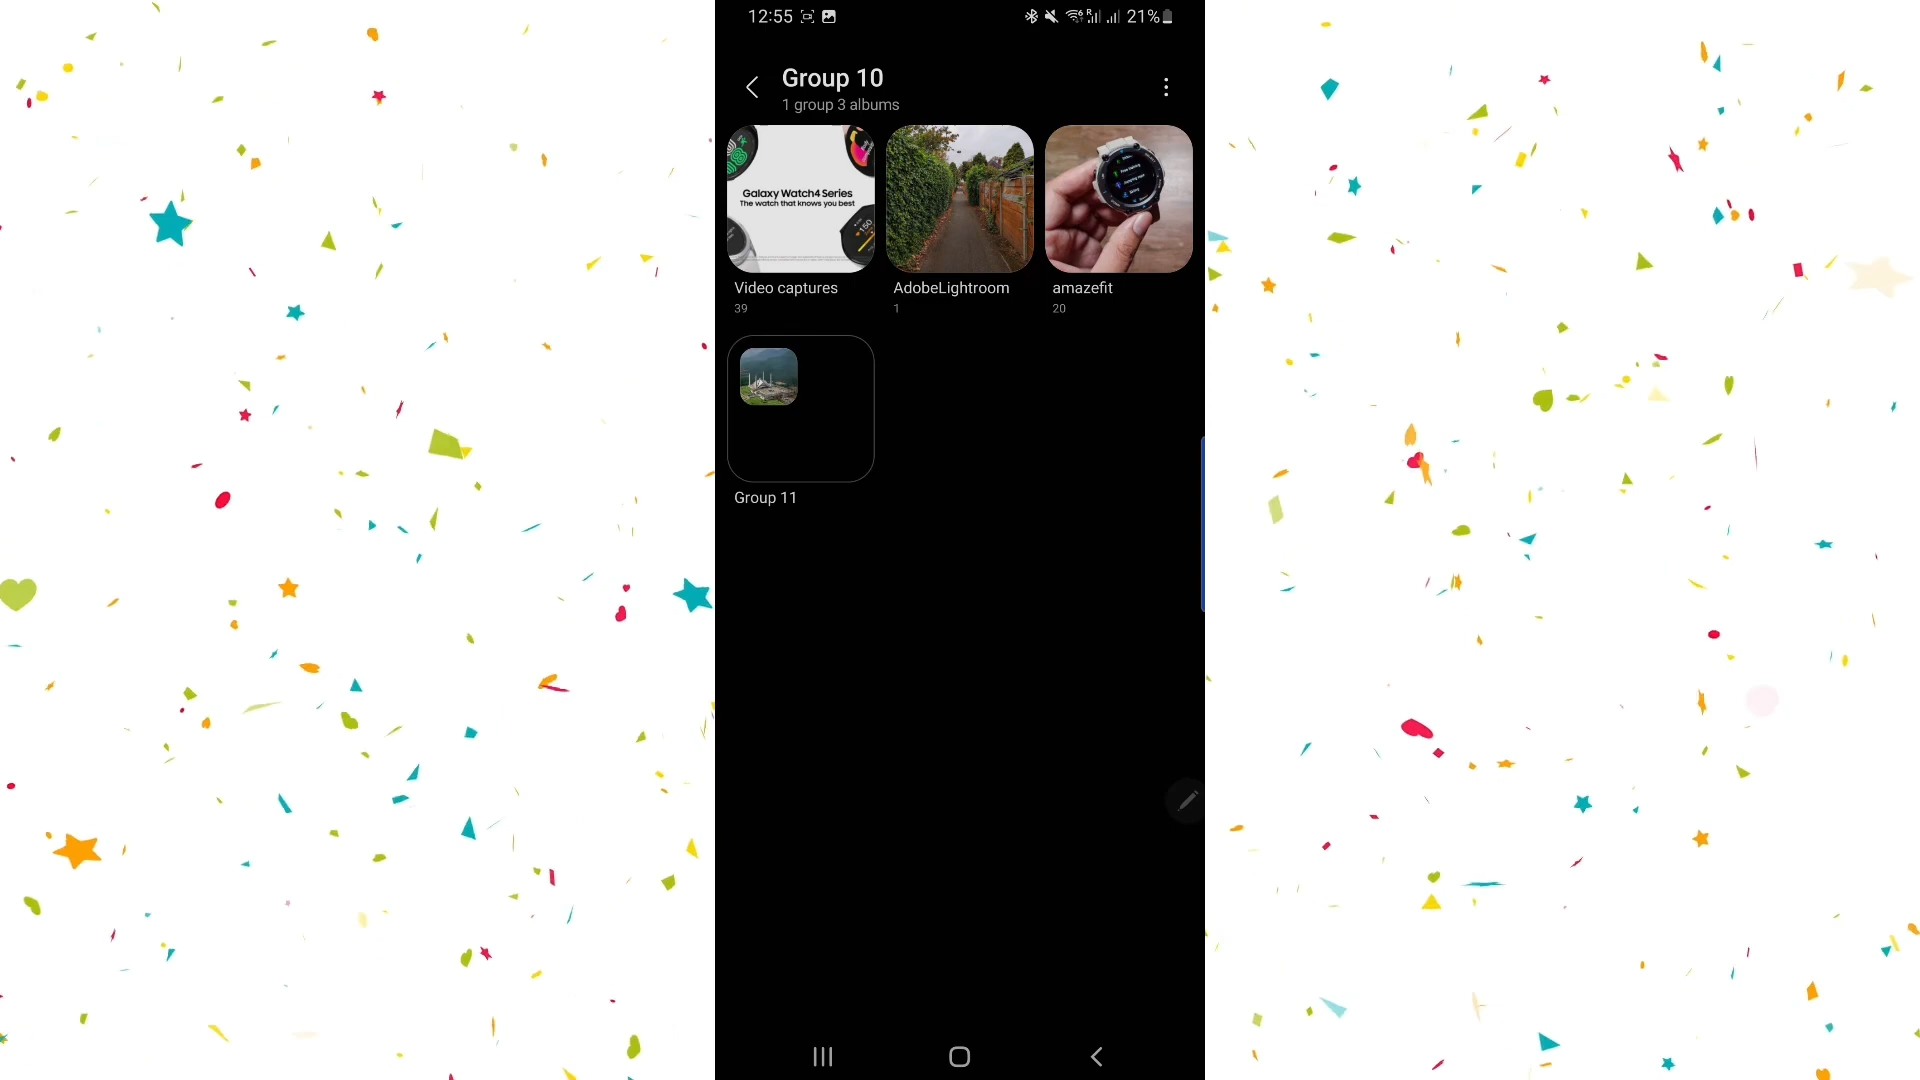 12:55
R
21%
Group 10
1 group 3 albums
Galaxy Watch4 Series
The watch that knows you best
Video captures
39
AdobeLightroom
1
amazefit
20
Group 11